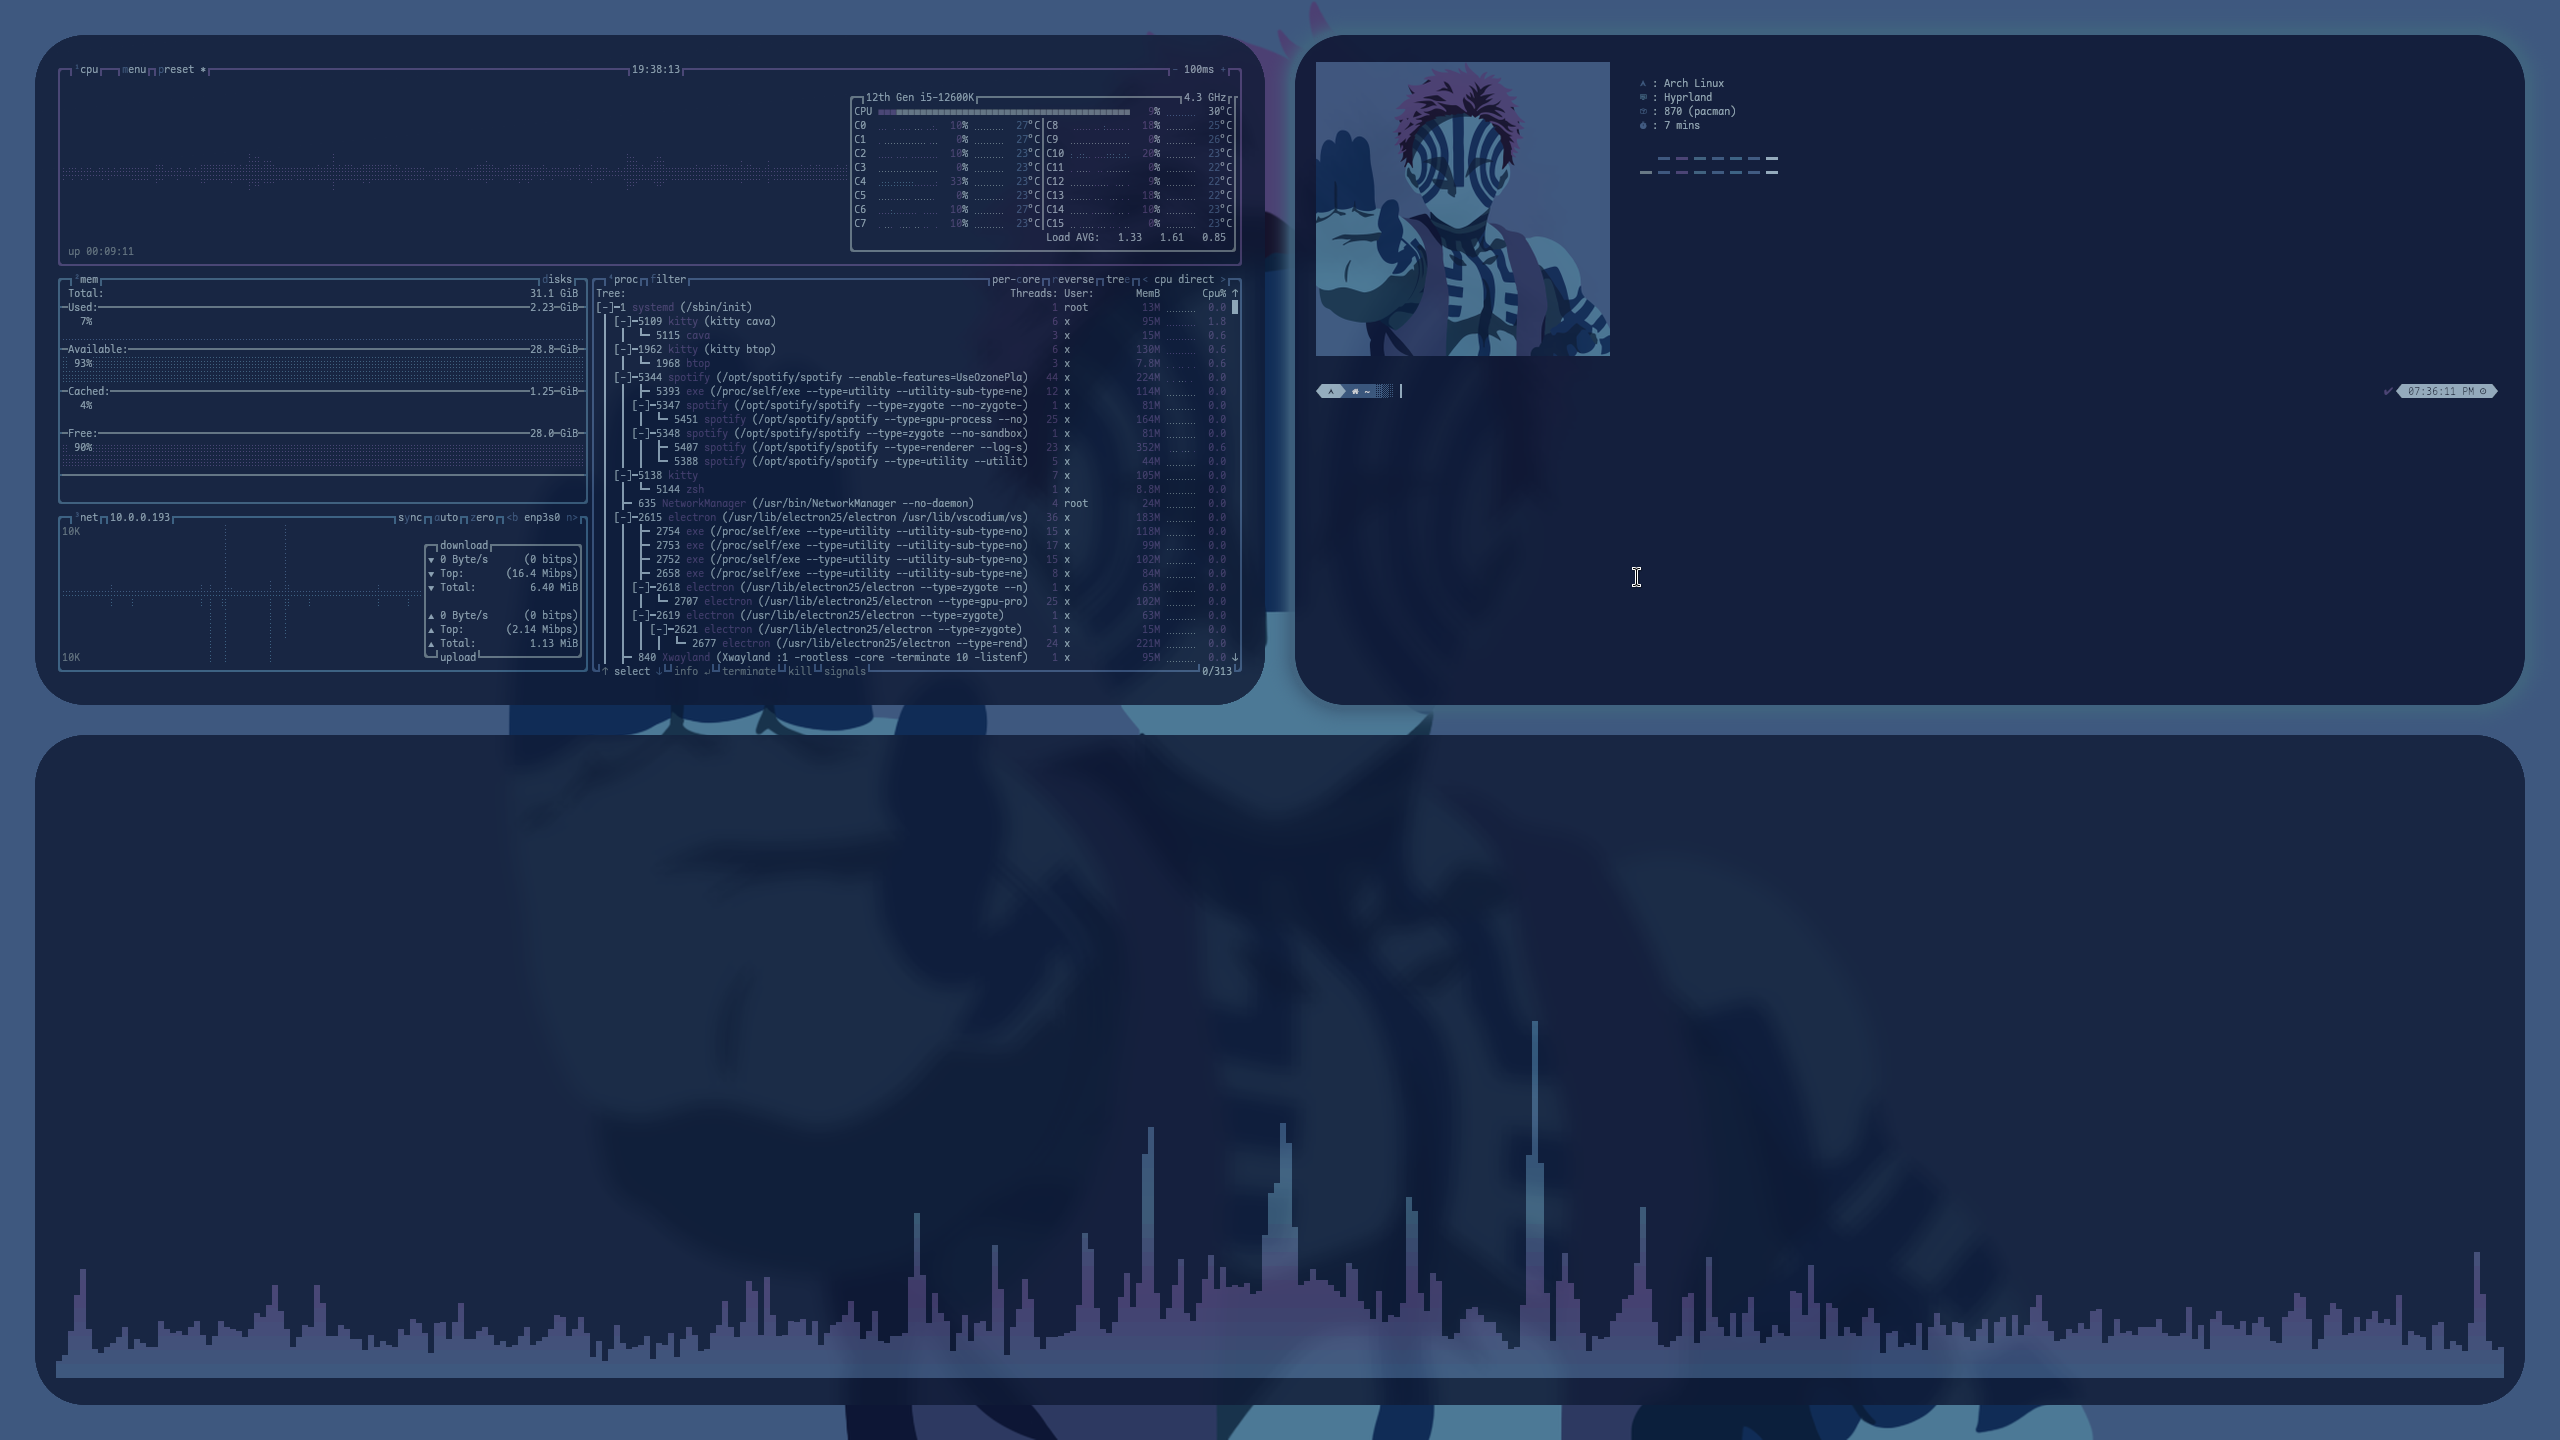 cpu menu preset * 19:38:13 - 100ms +
12th Gen i5-12600K 4.3 GHz
CPU 9% 30°C
C0 10% 27°C C8 18% 25°C
C1 0% 27°C C9 0% 26°C
C2 10% 23°C C10 20% 23°C
C3 0% 23°C C11 0% 22°C
C4 33% 23°C C12 9% 22°C
C5 0% 23°C C13 18% 22°C
C6 10% 27°C C14 10% 23°C
C7 10% 23°C C15 0% 23°C
Load AVG: 1.33 1.61 0.85
up 00:09:11
mem disks
Total: 31.1 GiB
Used: 2.23 GiB
7%
Available: 28.8 GiB
93%
Cached: 1.25 GiB
4%
Free: 28.0 GiB
90%
net 10.0.0.193 sync auto zero <b enp3s0 n>
10K
download
▼ 0 Byte/s (0 bitps)
▼ Top: (16.4 Mibps)
▼ Total: 6.40 MiB
▲ 0 Byte/s (0 bitps)
▲ Top: (2.14 Mibps)
▲ Total: 1.13 MiB
upload
10K
proc filter per-core reverse tree < cpu direct >
Tree: Threads: User: MemB Cpu% ↑
[-]─1 systemd (/sbin/init) 1 root 13M 0.0
[-]─5109 kitty (kitty cava) 6 x 95M 1.8
5115 cava 3 x 15M 0.6
[-]─1962 kitty (kitty btop) 6 x 130M 0.6
1968 btop 3 x 7.8M 0.6
[-]─5344 spotify (/opt/spotify/spotify --enable-features=UseOzonePla) 44 x 224M 0.0
5393 exe (/proc/self/exe --type=utility --utility-sub-type=ne) 12 x 114M 0.0
[-]─5347 spotify (/opt/spotify/spotify --type=zygote --no-zygote-) 1 x 81M 0.0
5451 spotify (/opt/spotify/spotify --type=gpu-process --no) 25 x 164M 0.0
[-]─5348 spotify (/opt/spotify/spotify --type=zygote --no-sandbox) 1 x 81M 0.0
5407 spotify (/opt/spotify/spotify --type=renderer --log-s) 23 x 352M 0.6
5388 spotify (/opt/spotify/spotify --type=utility --utilit) 5 x 44M 0.0
[-]─5138 kitty 7 x 105M 0.0
5144 zsh 1 x 8.8M 0.0
635 NetworkManager (/usr/bin/NetworkManager --no-daemon) 4 root 24M 0.0
[-]─2615 electron (/usr/lib/electron25/electron /usr/lib/vscodium/vs) 36 x 183M 0.0
2754 exe (/proc/self/exe --type=utility --utility-sub-type=no) 15 x 118M 0.0
2753 exe (/proc/self/exe --type=utility --utility-sub-type=no) 17 x 99M 0.0
2752 exe (/proc/self/exe --type=utility --utility-sub-type=no) 15 x 102M 0.0
2658 exe (/proc/self/exe --type=utility --utility-sub-type=ne) 8 x 84M 0.0
[-]─2618 electron (/usr/lib/electron25/electron --type=zygote --n) 1 x 63M 0.0
2707 electron (/usr/lib/electron25/electron --type=gpu-pro) 25 x 102M 0.0
[-]─2619 electron (/usr/lib/electron25/electron --type=zygote) 1 x 63M 0.0
[-]─2621 electron (/usr/lib/electron25/electron --type=zygote) 1 x 15M 0.0
2677 electron (/usr/lib/electron25/electron --type=rend) 24 x 221M 0.0
840 Xwayland (Xwayland :1 -rootless -core -terminate 10 -listenf) 1 x 95M 0.0 ↓
↑ select ↓ info ↵ terminate kill signals 0/313
: Arch Linux
: Hyprland
: 870 (pacman)
: 7 mins
~
✔ 07:36:11 PM